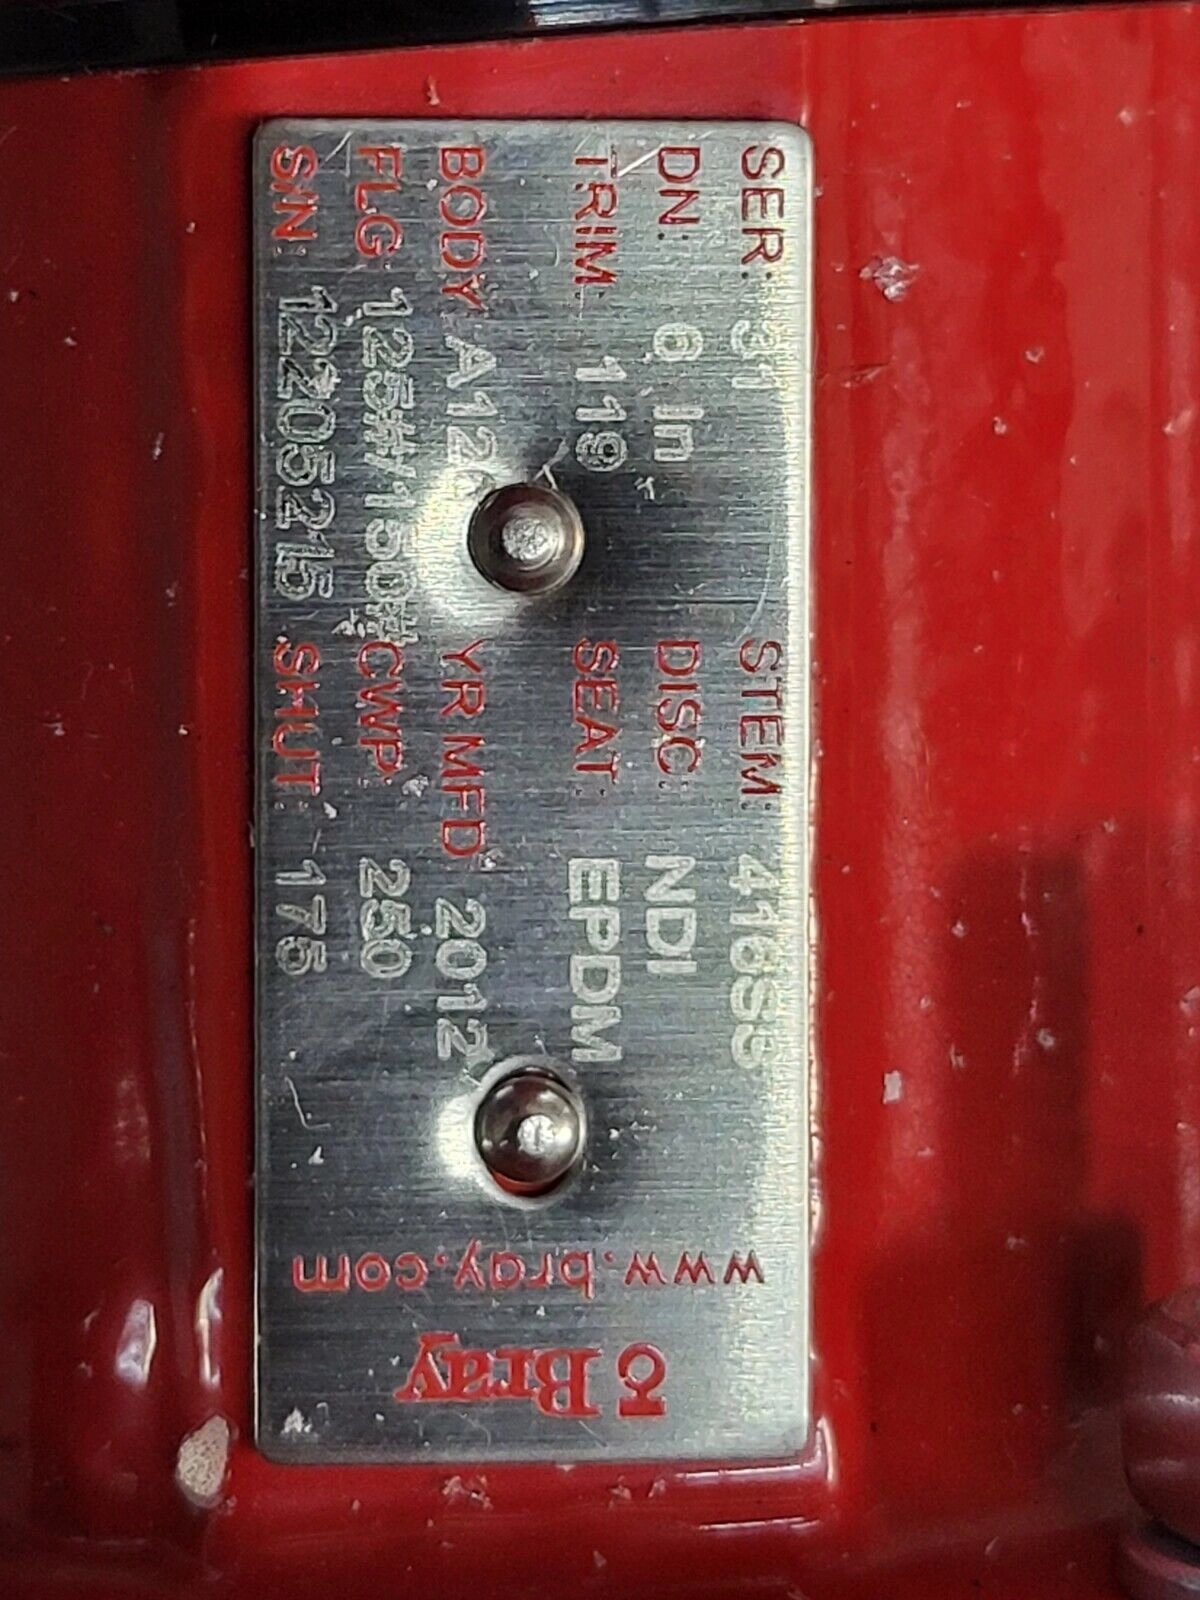 SER: 31 STEM: 416SS
DN: 6 In DISC: NDI
TRIM: 119 SEAT: EPDM
BODY A126 YR MFD 2012
FLG: 125#/150# CWP: 250
S/N: 12205215 SHUT: 175
www.bray.com
Bray